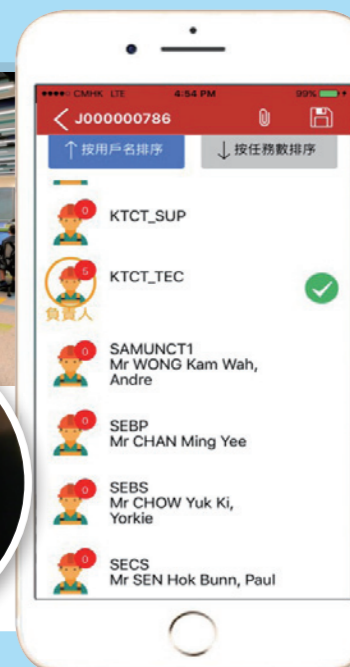 CMHK LTE 4:54 PM 99%
J000000786
↑按用戶名排序 ↓按任務數排序
0
KTCT_SUP
5
KTCT_TEC
負責人
0
SAMUNCT1
Mr WONG Kam Wah,
Andre
0
SEBP
Mr CHAN Ming Yee
0
SEBS
Mr CHOW Yuk Ki,
Yorkie
0
SECS
Mr SEN Hok Bunn, Paul